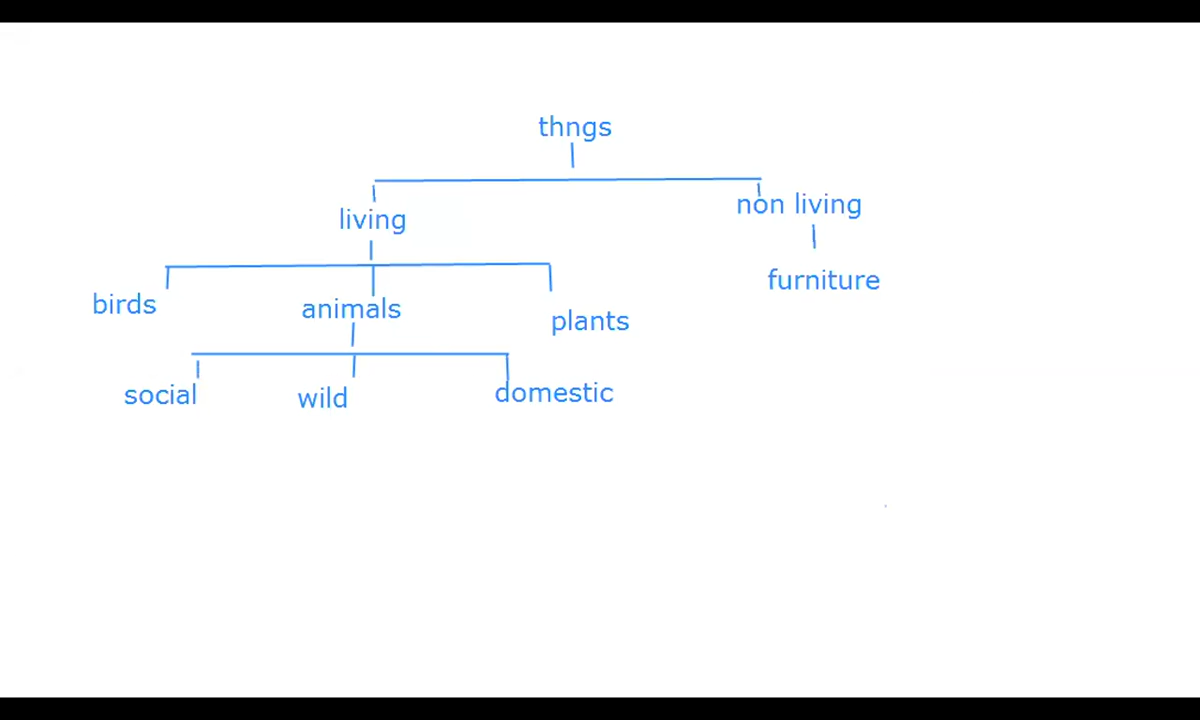 thngs
living
non living
furniture
birds
animals
plants
social
wild
domestic